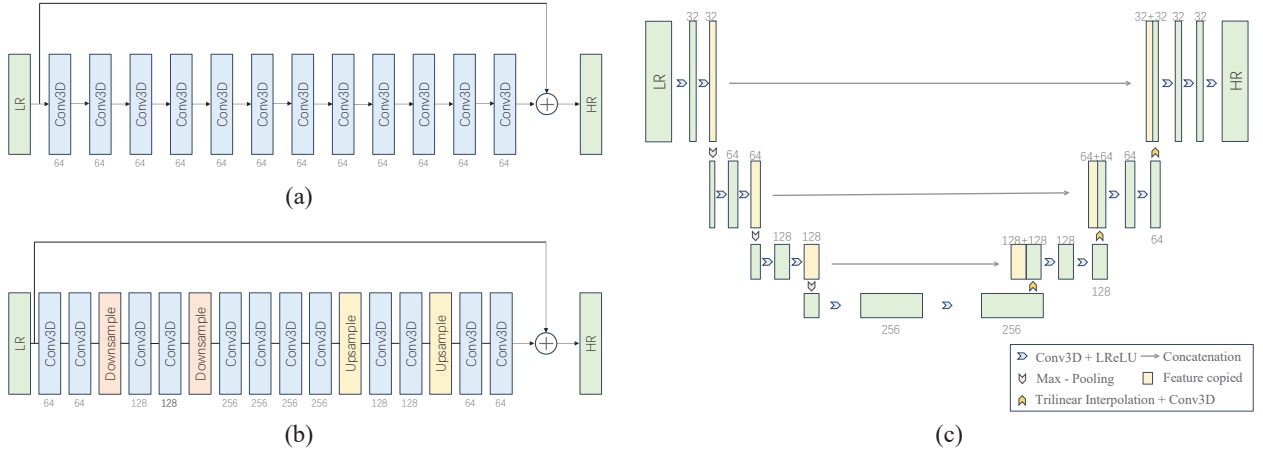 LR
Conv3D Conv3D Conv3D Conv3D Conv3D Conv3D Conv3D Conv3D Conv3D Conv3D Conv3D Conv3D
HR
64 64 64 64 64 64 64 64 64 64 64 64
(a)
LR
Conv3D Conv3D Downsample Conv3D Conv3D Downsample Conv3D Conv3D Conv3D Conv3D Upsample Conv3D Conv3D Upsample Conv3D Conv3D
HR
64 64 128 128 256 256 256 256 128 128 64 64
(b)
32 32 32+32 32 32
LR
HR
64 64 64+64 64
64
128 128 128+128 128
128
256 256
Conv3D + LReLU Concatenation
Max - Pooling Feature copied
Trilinear Interpolation + Conv3D
(c)